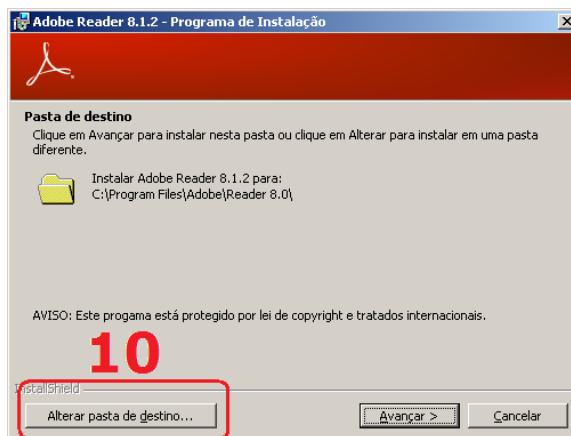 Adobe Reader 8.1.2 - Programa de Instalação
Pasta de destino
Clique em Avançar para instalar nesta pasta ou clique em Alterar para instalar em uma pasta
diferente.
Instalar Adobe Reader 8.1.2 para:
C:\Program Files\Adobe\Reader 8.0\
AVISO: Este progama está protegido por lei de copyright e tratados internacionais.
10
InstallShield
Alterar pasta de destino...
Avançar >
Cancelar